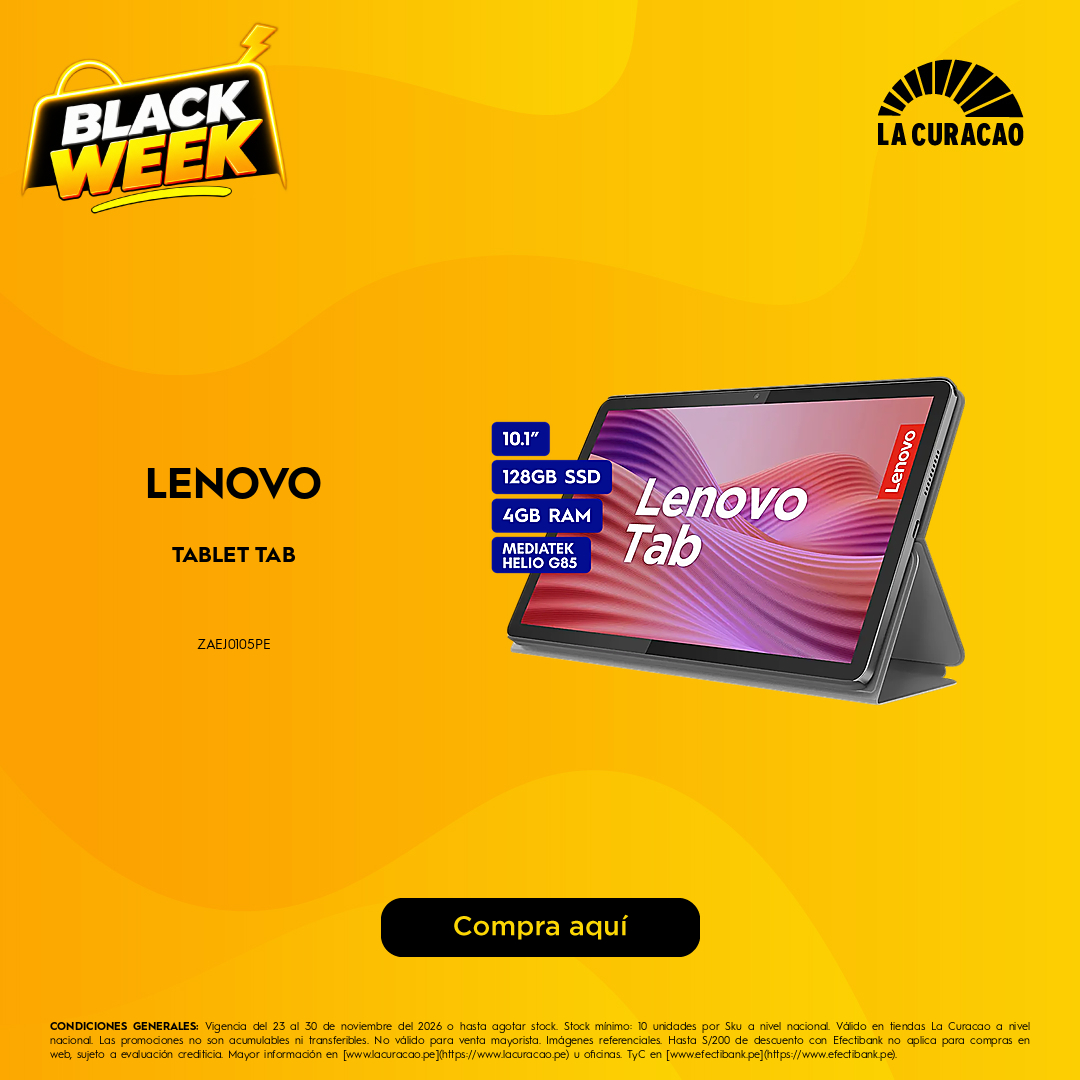 BLACK
WEEK
LA CURACAO
LENOVO
TABLET TAB
ZAEJ0105PE
10.1”
128GB SSD
4GB RAM
MEDIATEK
HELIO G85
Lenovo
Tab
Lenovo
Compra aquí
CONDICIONES GENERALES: Vigencia del 23 al 30 de noviembre del 2026 o hasta agotar stock. Stock mínimo: 10 unidades por Sku a nivel nacional. Válido en tiendas La Curacao a nivel
nacional. Las promociones no son acumulables ni transferibles. No válido para venta mayorista. Imágenes referenciales. Hasta S/200 de descuento con Efectibank no aplica para compras en
web, sujeto a evaluación crediticia. Mayor información en [www.lacuracao.pe](https://www.lacuracao.pe) u oficinas. TyC en [www.efectibank.pe](https://www.efectibank.pe).